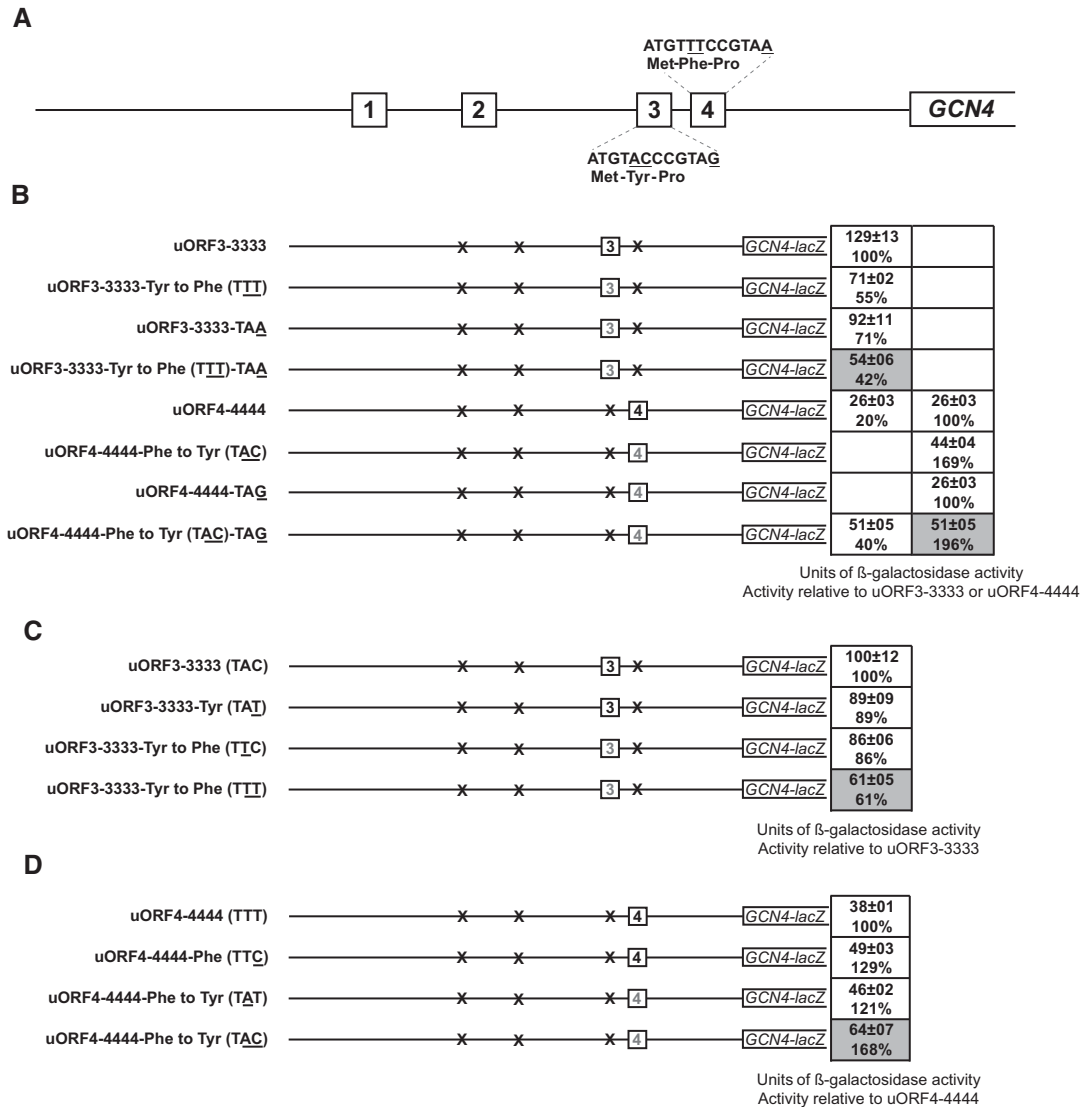 A
ATGTTTCCGTAA
Met-Phe-Pro
1 2 3 4 GCN4
ATGTACCCGTAG
Met-Tyr-Pro
B
uORF3-3333 X X 3 X GCN4-lacZ 129±13
100%
uORF3-3333-Tyr to Phe (TTT) X X 3 X GCN4-lacZ 71±02
55%
uORF3-3333-TAA X X 3 X GCN4-lacZ 92±11
71%
uORF3-3333-Tyr to Phe (TTT)-TAA X X 3 X GCN4-lacZ 54±06
42%
uORF4-4444 X X X 4 GCN4-lacZ 26±03 26±03
20% 100%
uORF4-4444-Phe to Tyr (TAC) X X X 4 GCN4-lacZ 44±04
169%
uORF4-4444-TAG X X X 4 GCN4-lacZ 26±03
100%
uORF4-4444-Phe to Tyr (TAC)-TAG X X X 4 GCN4-lacZ 51±05 51±05
40% 196%
Units of ß-galactosidase activity
Activity relative to uORF3-3333 or uORF4-4444
C
uORF3-3333 (TAC) X X 3 X GCN4-lacZ 100±12
100%
uORF3-3333-Tyr (TAT) X X 3 X GCN4-lacZ 89±09
89%
uORF3-3333-Tyr to Phe (TTC) X X 3 X GCN4-lacZ 86±06
86%
uORF3-3333-Tyr to Phe (TTT) X X 3 X GCN4-lacZ 61±05
61%
Units of ß-galactosidase activity
Activity relative to uORF3-3333
D
uORF4-4444 (TTT) X X X 4 GCN4-lacZ 38±01
100%
uORF4-4444-Phe (TTC) X X X 4 GCN4-lacZ 49±03
129%
uORF4-4444-Phe to Tyr (TAT) X X X 4 GCN4-lacZ 46±02
121%
uORF4-4444-Phe to Tyr (TAC) X X X 4 GCN4-lacZ 64±07
168%
Units of ß-galactosidase activity
Activity relative to uORF4-4444